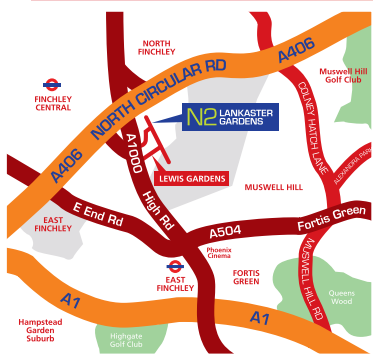 NORTH
FINCHLEY
A406
Muswell Hill
Golf Club
FINCHLEY
CENTRAL
NORTH CIRCULAR RD
COLNEY HATCH LANE
N2 LANKASTER
GARDENS
A1000
ALEXANDRA PARK
A406
LEWIS GARDENS
MUSWELL HILL
High Rd
E End Rd
EAST
FINCHLEY
A504
Fortis Green
Phoenix
Cinema
MUSWELL HILL RD
EAST
FINCHLEY
FORTIS
GREEN
Queens
Wood
A1
A1
Hampstead
Garden
Suburb
Highgate
Golf Club